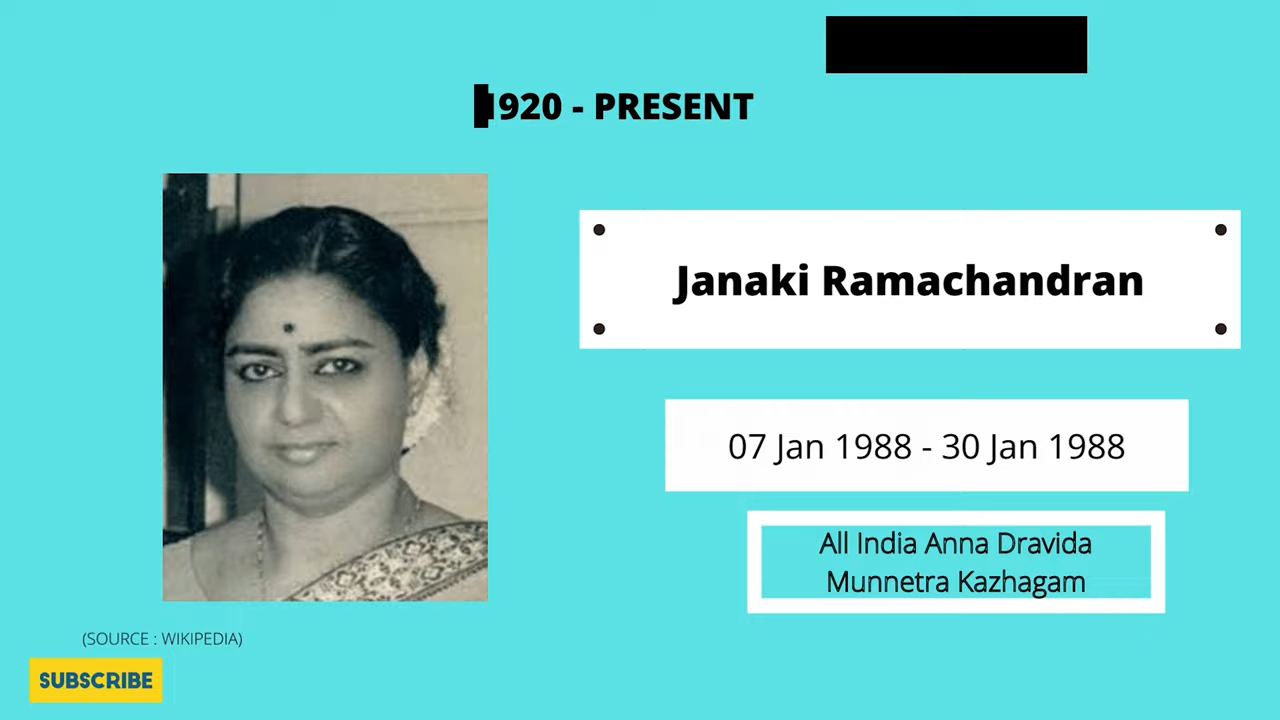 1920 - PRESENT
Janaki Ramachandran
07 Jan 1988 - 30 Jan 1988
All India Anna Dravida
Munnetra Kazhagam
(SOURCE : WIKIPEDIA)
SUBSCRIBE